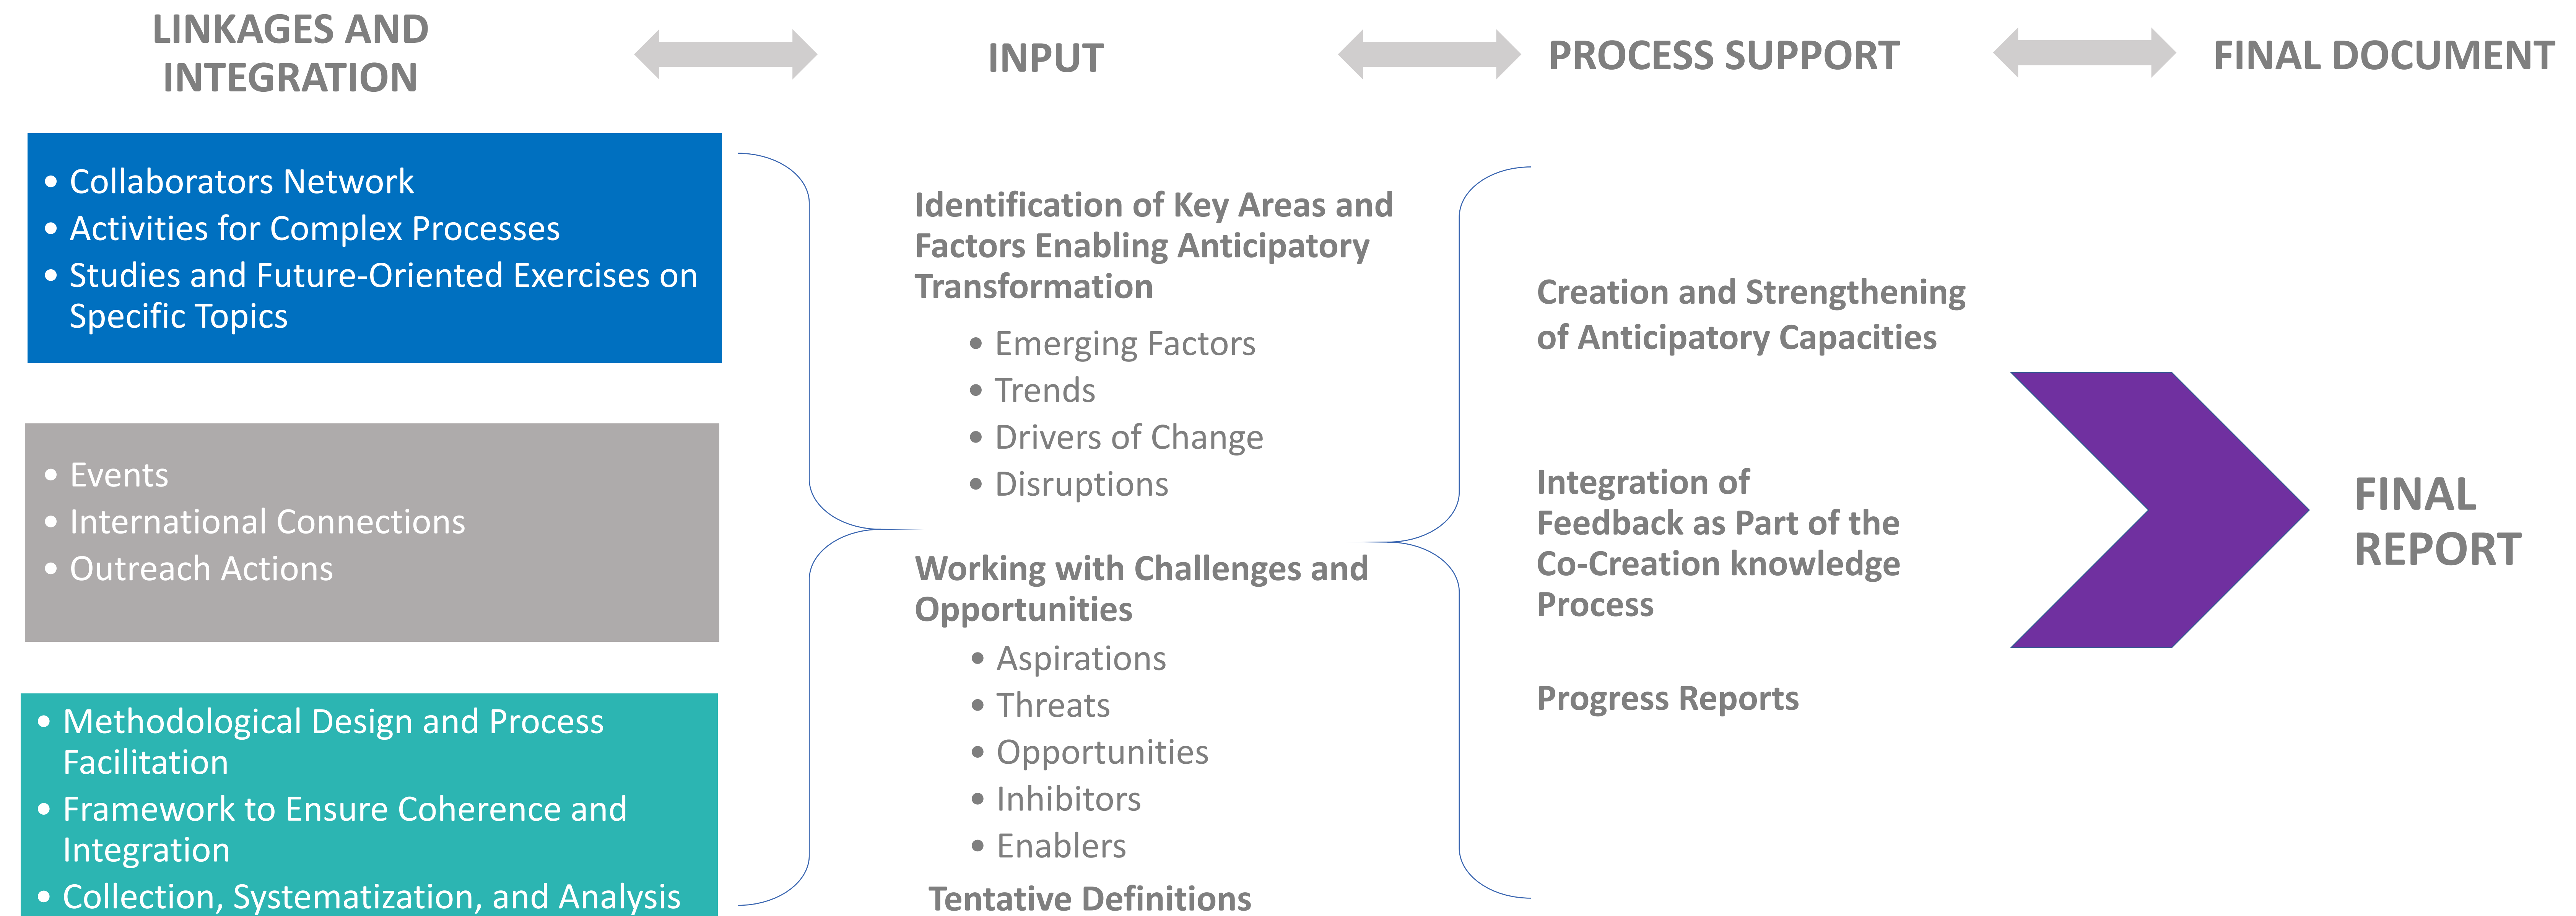 LINKAGES AND
INTEGRATION
INPUT
PROCESS SUPPORT
FINAL DOCUMENT
• Collaborators Network
• Activities for Complex Processes
• Studies and Future-Oriented Exercises on
Specific Topics
• Events
• International Connections
• Outreach Actions
• Methodological Design and Process
Facilitation
• Framework to Ensure Coherence and
Integration
• Collection, Systematization, and Analysis
Identification of Key Areas and
Factors Enabling Anticipatory
Transformation
• Emerging Factors
• Trends
• Drivers of Change
• Disruptions
Working with Challenges and
Opportunities
• Aspirations
• Threats
• Opportunities
• Inhibitors
• Enablers
Tentative Definitions
Creation and Strengthening
of Anticipatory Capacities
Integration of
Feedback as Part of the
Co-Creation knowledge
Process
Progress Reports
FINAL
REPORT